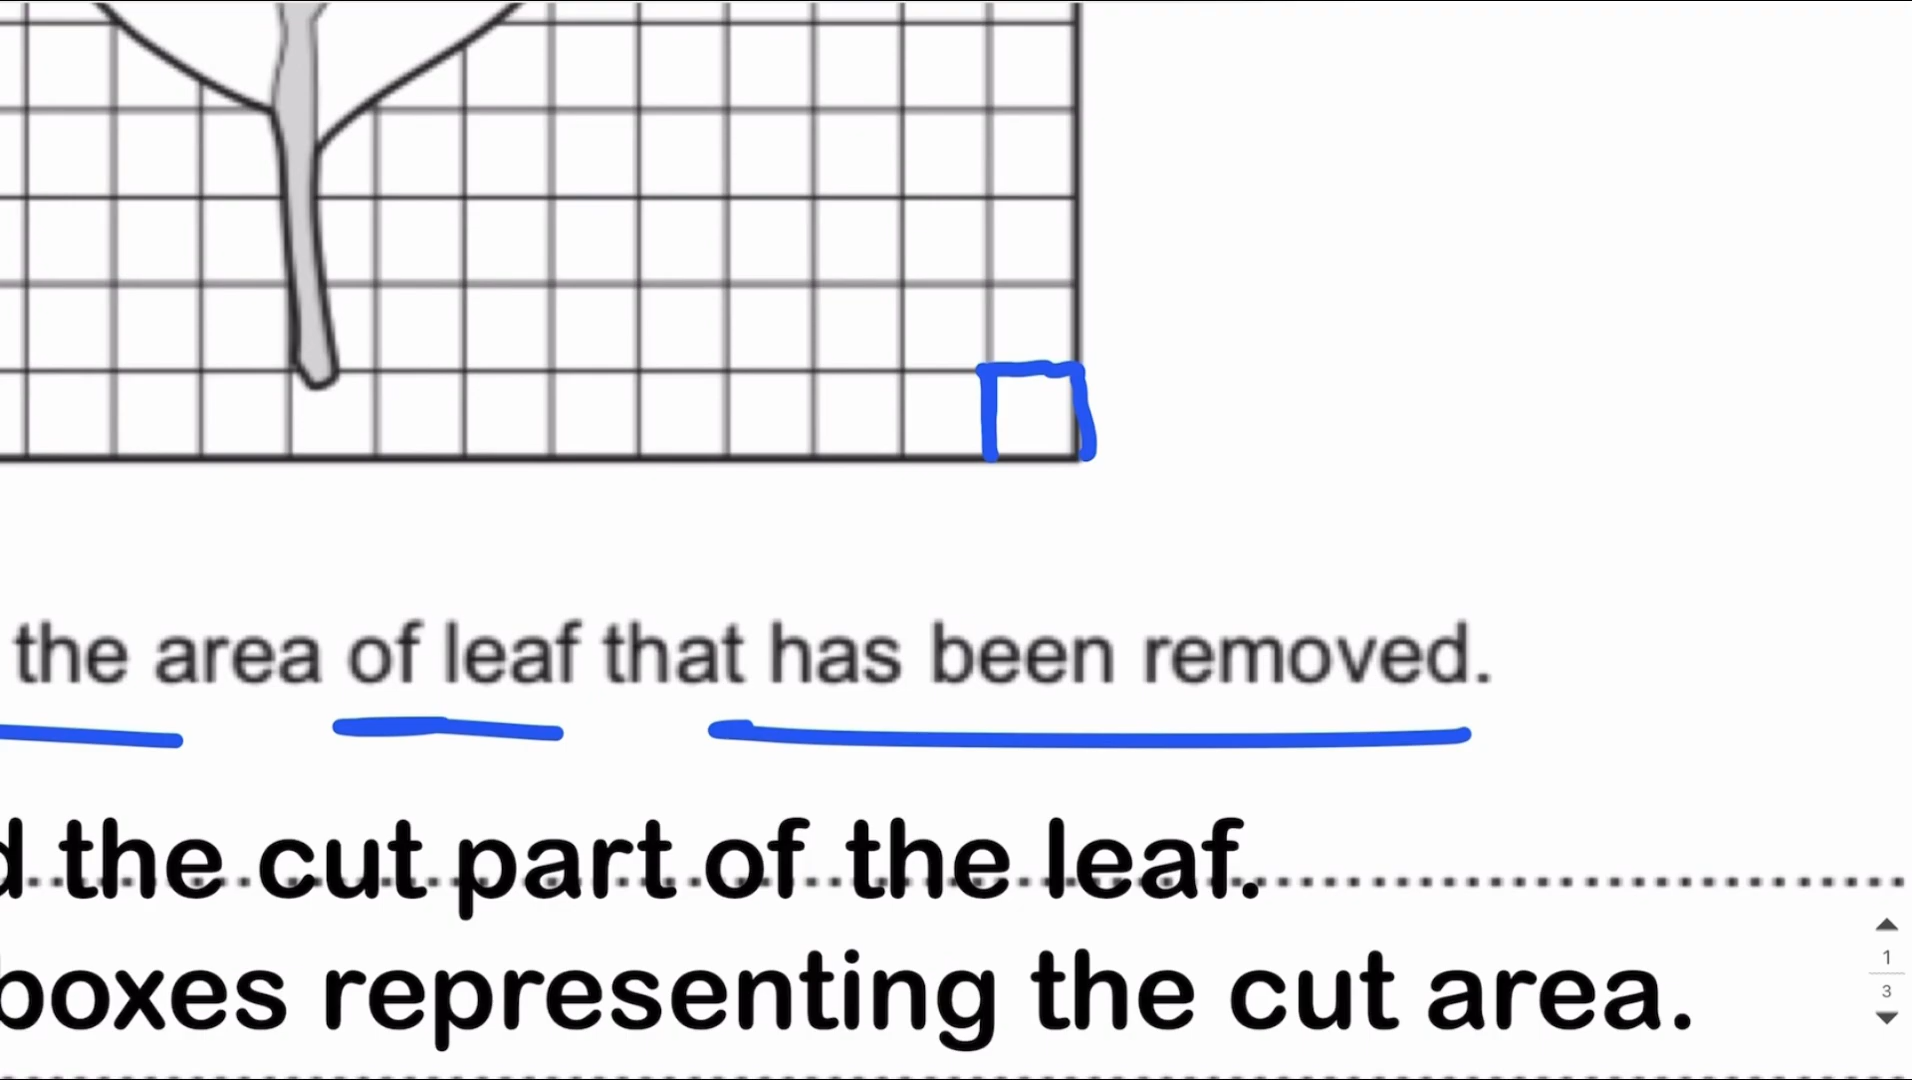 the area of leaf that has been removed.
d the cut part of the leaf.
boxes representing the cut area.
1
3